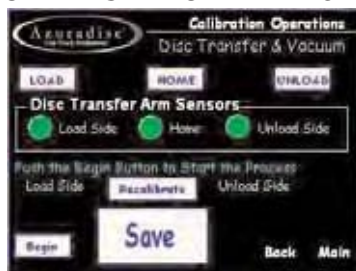 Azuradisc
Calibration Operations
Disc Transfer & Vacuum
LOAD HOME UNLOAD
Disc Transfer Arm Sensors
Load Side Home Unload Side
Push the Begin Button to Start the Process
Load Side Recalibrate Unload Side
Begin Save Back Main